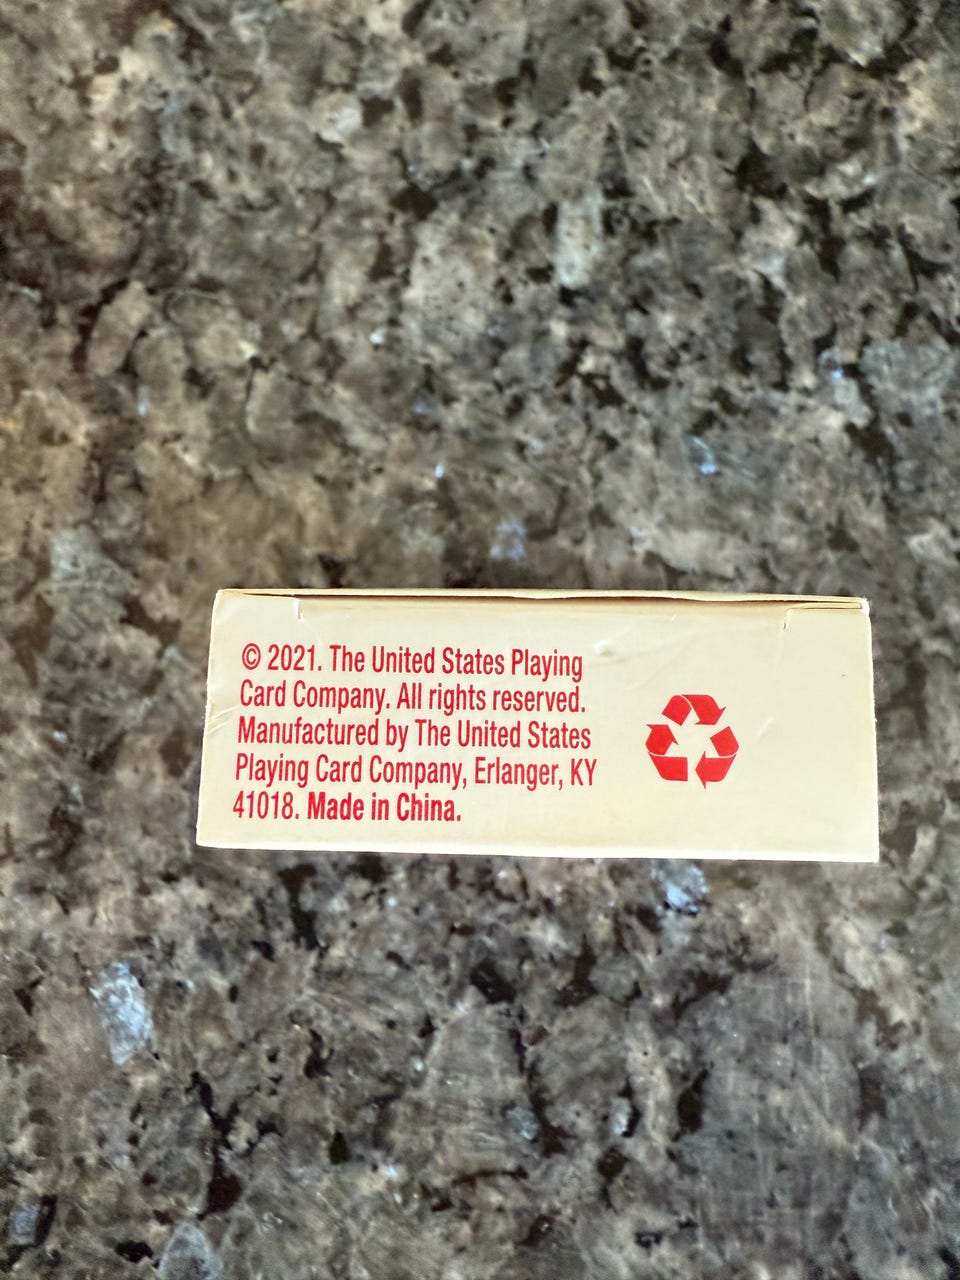 © 2021. The United States Playing
Card Company. All rights reserved.
Manufactured by The United States
Playing Card Company, Erlanger, KY
41018. Made in China.